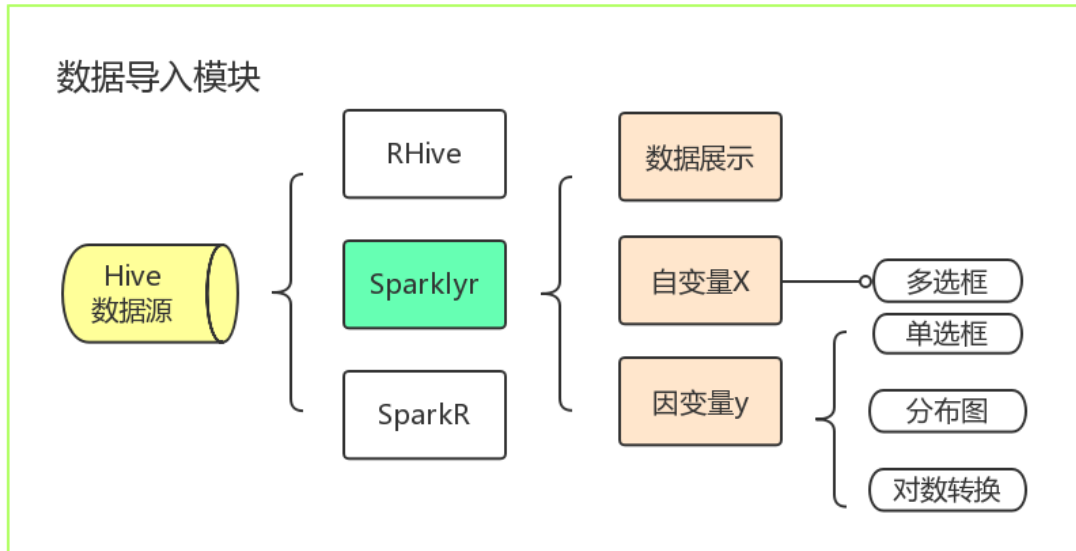 数据导入模块
Hive
数据源
RHive
Sparklyr
SparkR
数据展示
自变量X
因变量y
多选框
单选框
分布图
对数转换